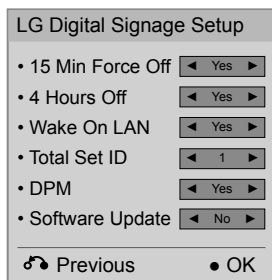 LG Digital Signage Setup
• 15 Min Force Off ◄ Yes ►
• 4 Hours Off ◄ Yes ►
• Wake On LAN ◄ Yes ►
• Total Set ID ◄ 1 ►
• DPM ◄ Yes ►
• Software Update ◄ No ►
Previous ● OK